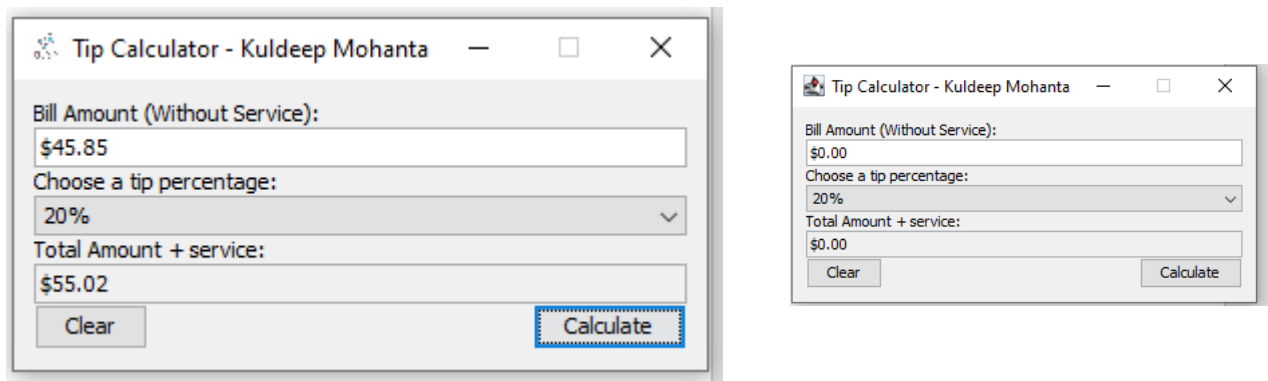 Tip Calculator - Kuldeep Mohanta
Bill Amount (Without Service):
$45.85
Choose a tip percentage:
20%
Total Amount + service:
$55.02
Clear
Calculate
Tip Calculator - Kuldeep Mohanta
Bill Amount (Without Service):
$0.00
Choose a tip percentage:
20%
Total Amount + service:
$0.00
Clear
Calculate